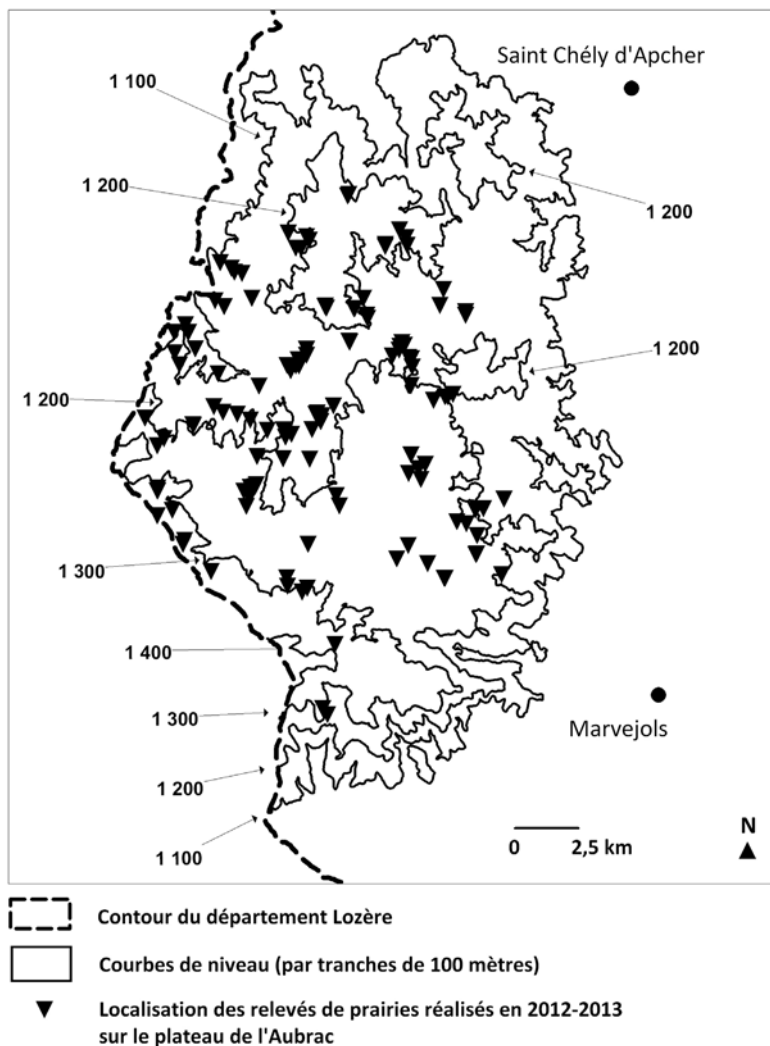 Saint Chély d'Apcher
1 100
1 200
1 200
1 200
1 200
1 300
1 400
1 300
Marvejols
1 200
1 100
N
0 2,5 km
Contour du département Lozère
Courbes de niveau (par tranches de 100 mètres)
Localisation des relevés de prairies réalisés en 2012-2013
sur le plateau de l'Aubrac